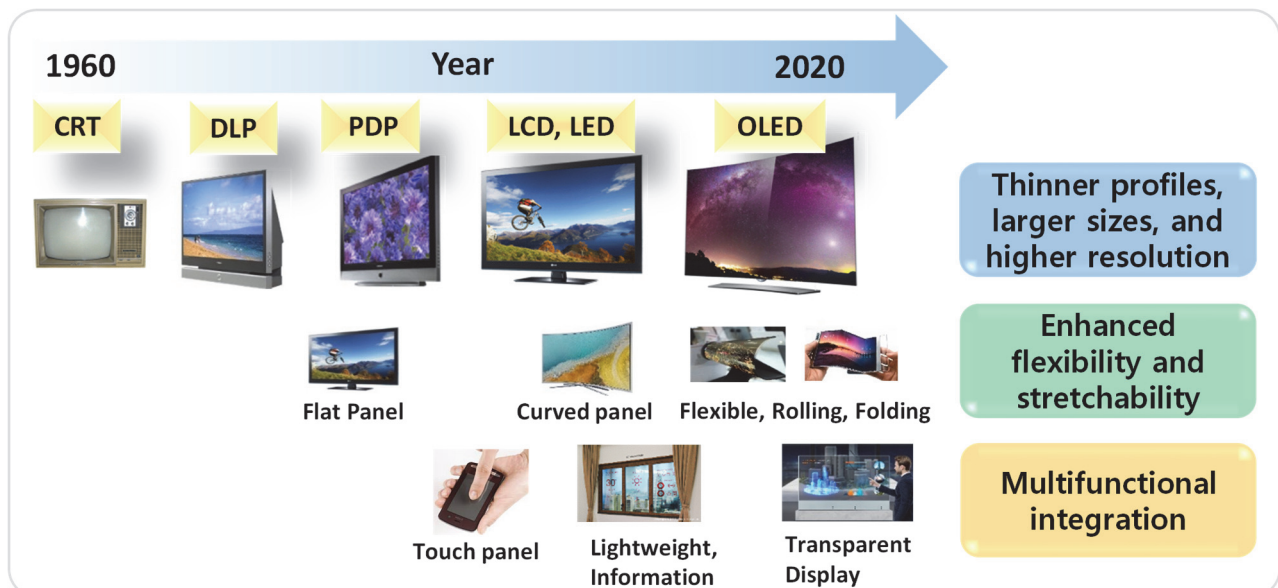 1960 Year 2020
CRT DLP PDP LCD, LED OLED
Thinner profiles,
larger sizes, and
higher resolution
Enhanced
flexibility and
stretchability
Flat Panel Curved panel Flexible, Rolling, Folding
Multifunctional
integration
Touch panel Lightweight,
Information
Transparent
Display